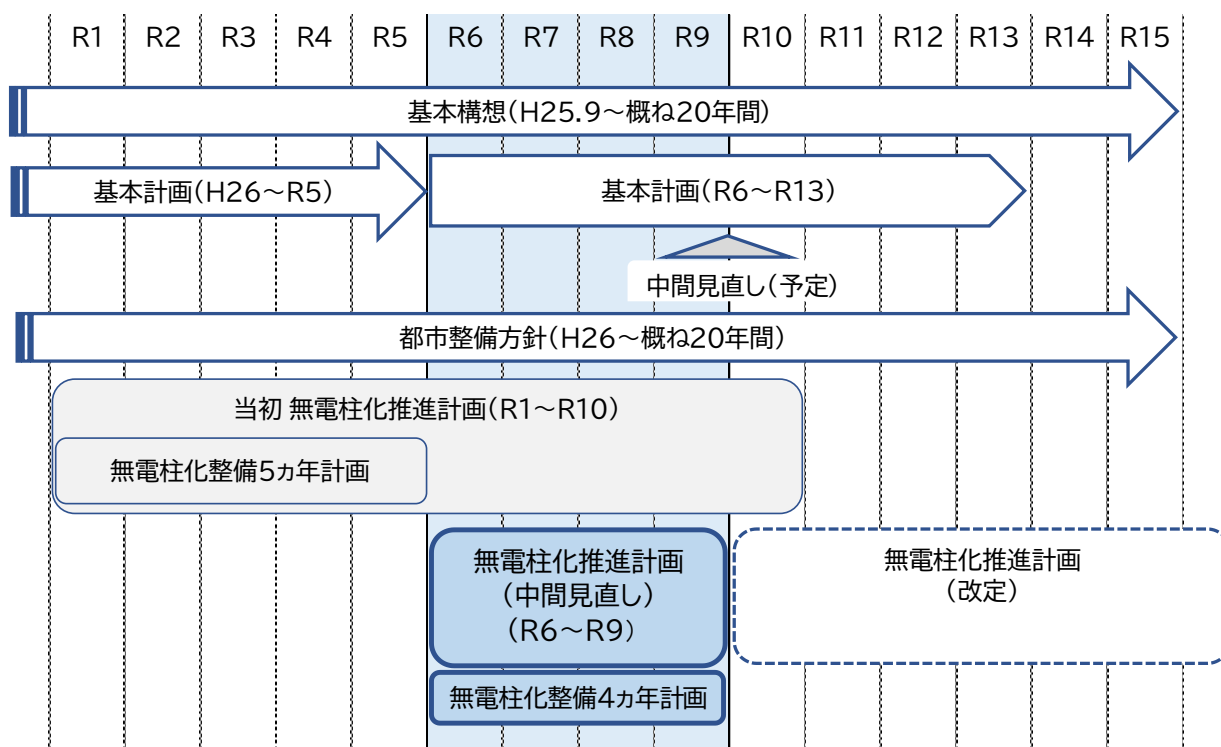 R1 R2 R3 R4 R5 R6 R7 R8 R9 R10 R11 R12 R13 R14 R15
基本構想(H25.9～概ね20年間)
基本計画(H26～R5)
基本計画(R6～R13)
中間見直し(予定)
都市整備方針(H26～概ね20年間)
当初 無電柱化推進計画(R1～R10)
無電柱化整備5ヵ年計画
無電柱化推進計画
(中間見直し)
(R6～R9)
無電柱化推進計画
(改定)
無電柱化整備4ヵ年計画